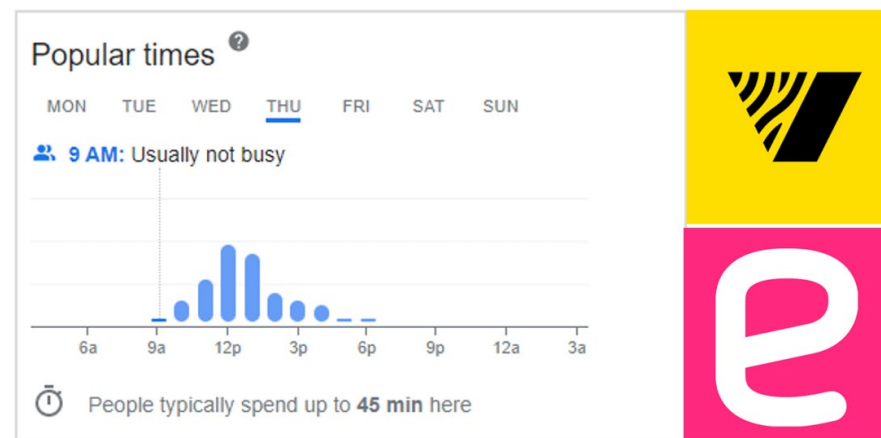 Popular times ?
MON TUE WED THU FRI SAT SUN
9 AM: Usually not busy
6a 9a 12p 3p 6p 9p 12a 3a
People typically spend up to 45 min here
e